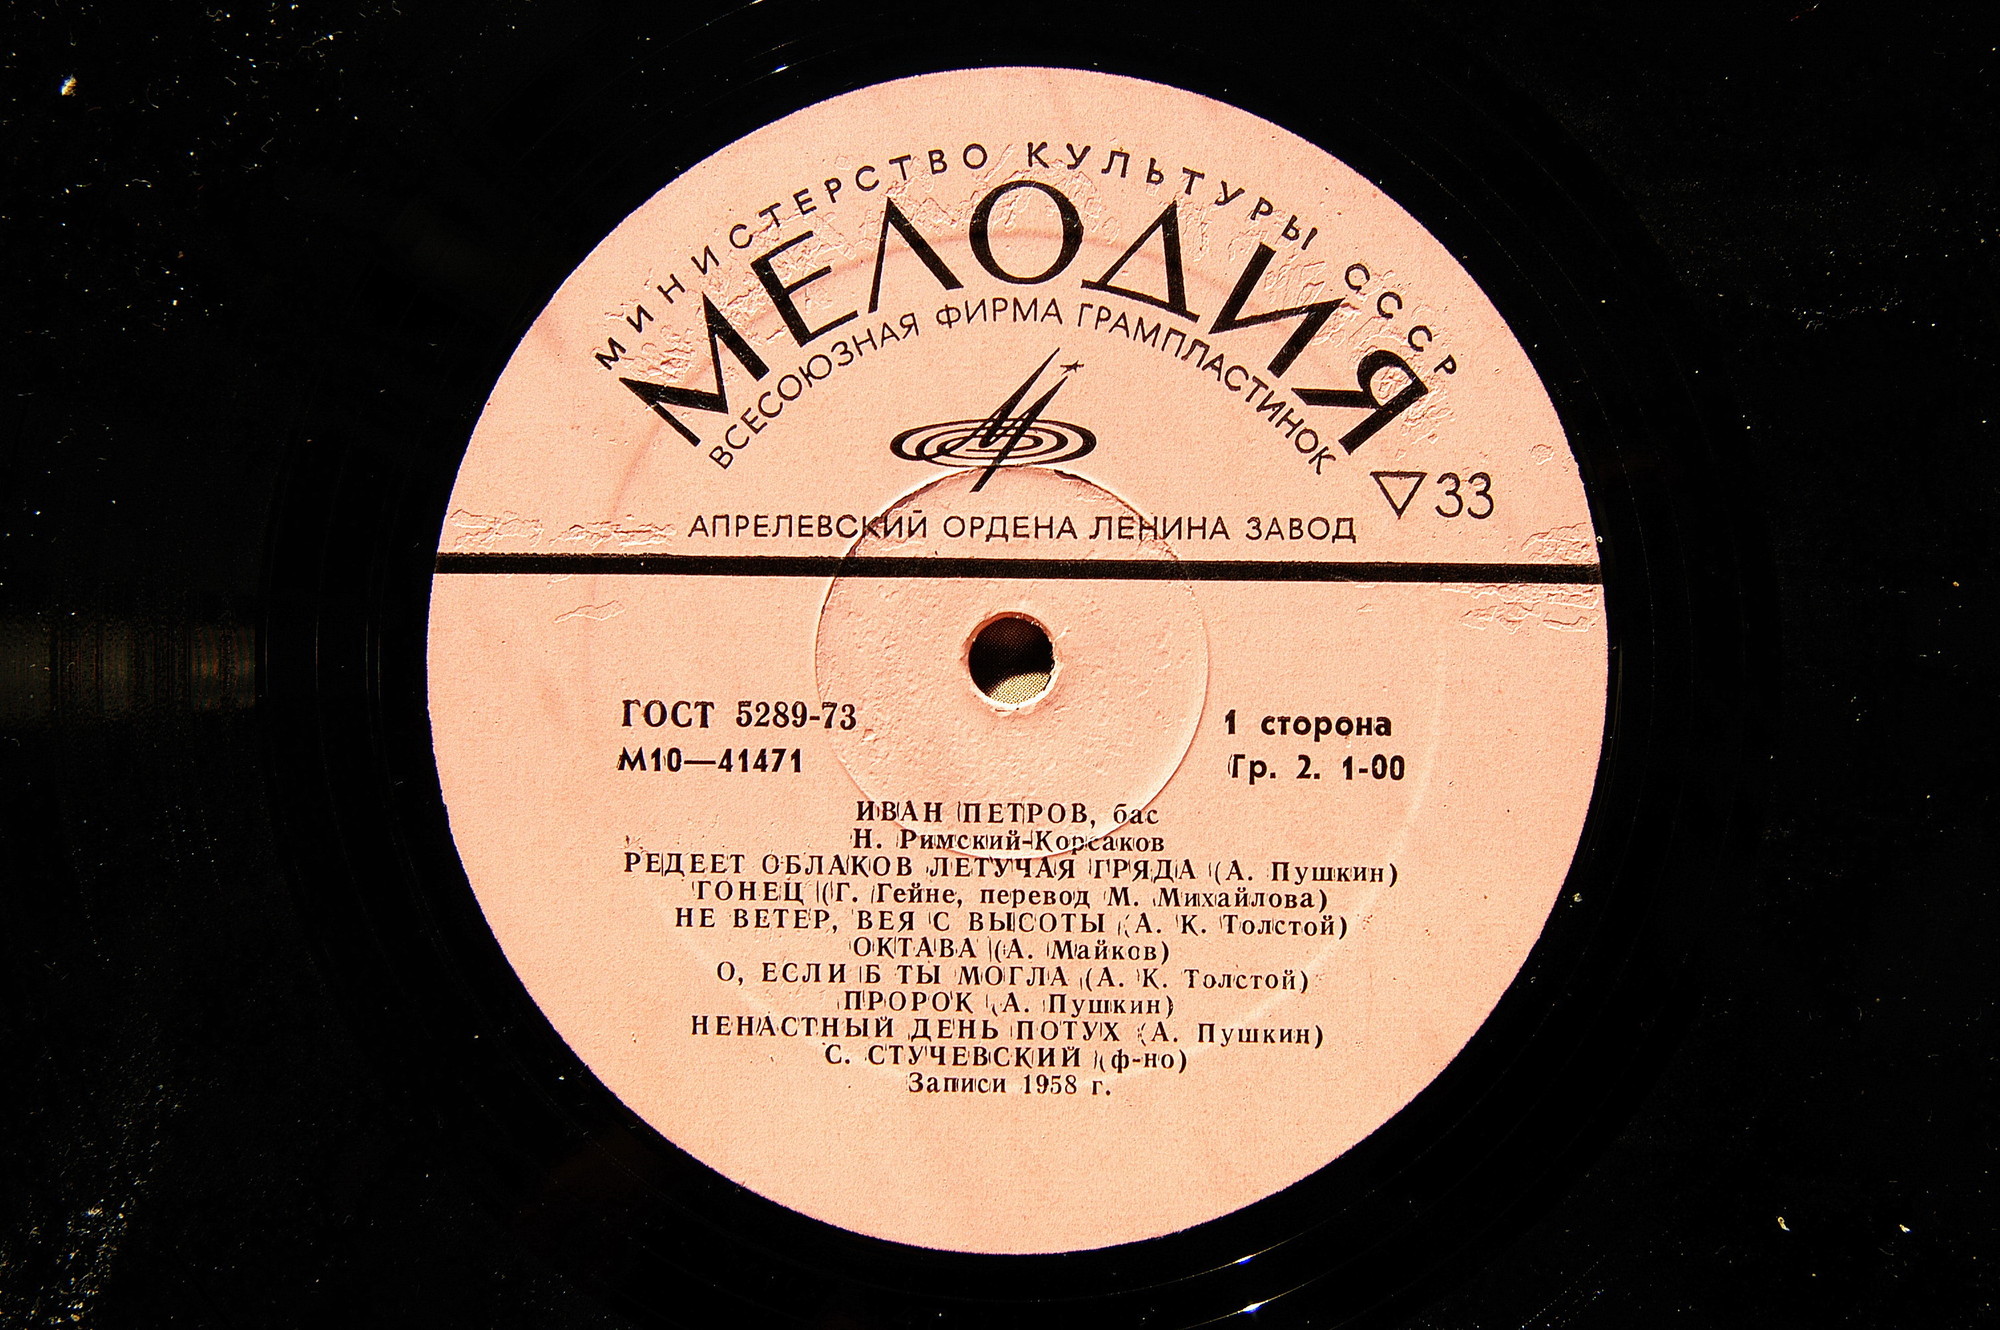 МИНИСТЕРСТВО КУЛЬТУРЫ СССР
МЕЛОДИЯ
ВСЕСОЮЗНАЯ ФИРМА ГРАМПЛАСТИНОК
33
АПРЕЛЕВСКИЙ ОРДЕНА ЛЕНИНА ЗАВОД
ГОСТ 5289-73
М10—41471
1 сторона
Гр. 2. 1-00
ИВАН ПЕТРОВ, бас
Н. Римский-Корсаков
РЕДЕЕТ ОБЛАКОВ ЛЕТУЧАЯ ГРЯДА (А. Пушкин)
ГОНЕЦ (Г. Гейне, перевод М. Михайлова)
НЕ ВЕТЕР, ВЕЯ С ВЫСОТЫ (А. К. Толстой)
ОКТАВА (А. Майков)
О, ЕСЛИ Б ТЫ МОГЛА (А. К. Толстой)
ПРОРОК (А. Пушкин)
НЕНАСТНЫЙ ДЕНЬ ПОТУХ (А. Пушкин)
С. СТУЧЕВСКИЙ (ф-но)
Записи 1958 г.